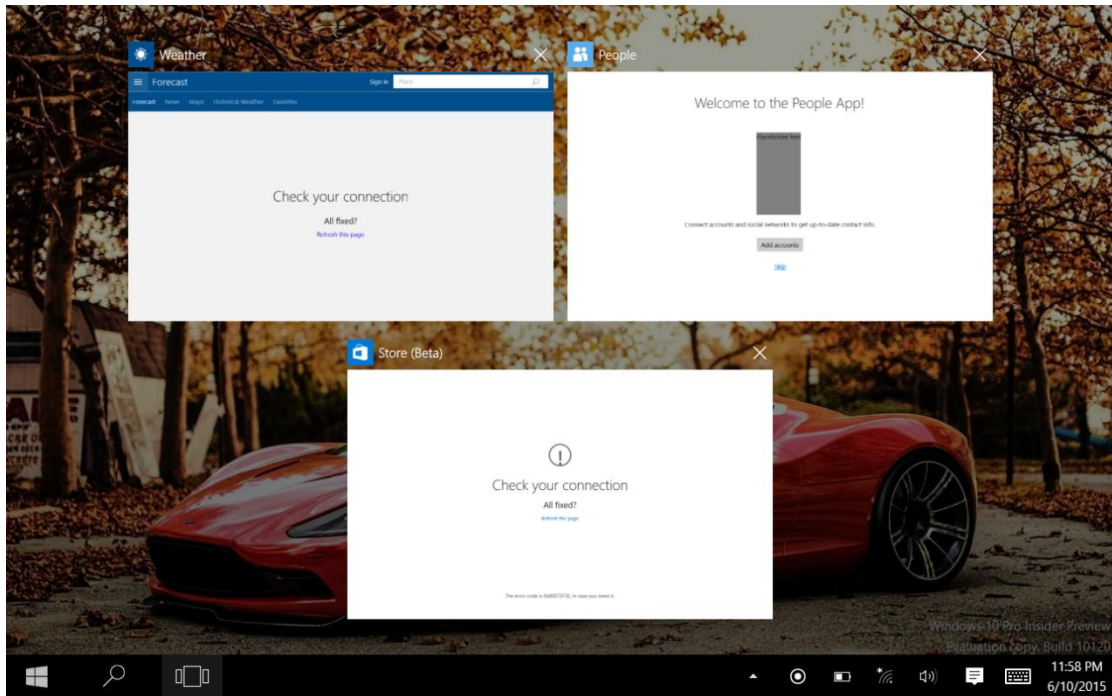 Weather
Forecast
Sign in
Place
Forecast News Maps Historical Weather Favorites
Check your connection
All fixed?
Refresh this page
People
Welcome to the People App!
Placeholder text
Connect accounts and social networks to get up-to-date contact info.
Add accounts
Skip
Store (Beta)
Check your connection
All fixed?
Refresh the page
Windows 10 Pro Insider Preview
Evaluation copy. Build 10120
11:58 PM
6/10/2015